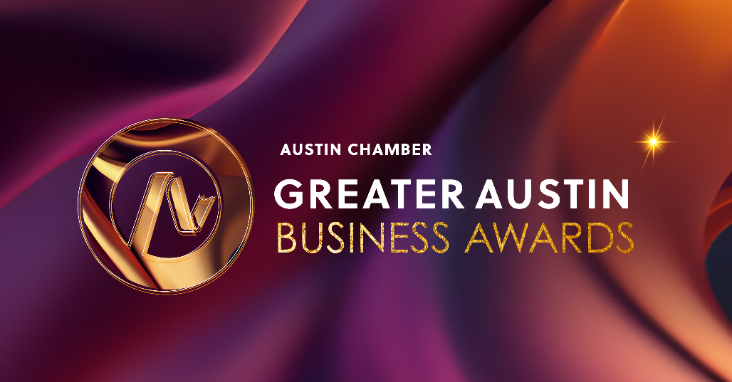 AUSTIN CHAMBER
GREATER AUSTIN
BUSINESS AWARDS